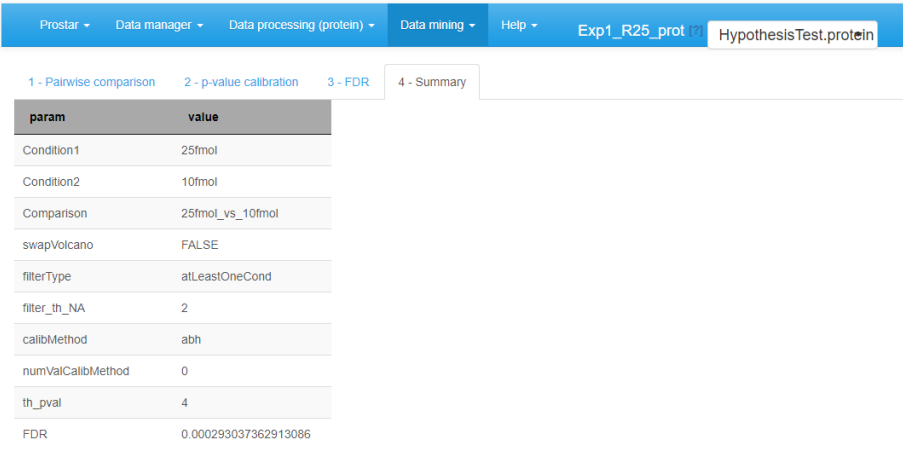 Prostar Data manager Data processing (protein) Data mining Help Exp1_R25_prot [?] HypothesisTest.protein
1 - Pairwise comparison 2 - p-value calibration 3 - FDR 4 - Summary
param value
Condition1 25fmol
Condition2 10fmol
Comparison 25fmol_vs_10fmol
swapVolcano FALSE
filterType atLeastOneCond
filter_th_NA 2
calibMethod abh
numValCalibMethod 0
th_pval 4
FDR 0.000293037362913086